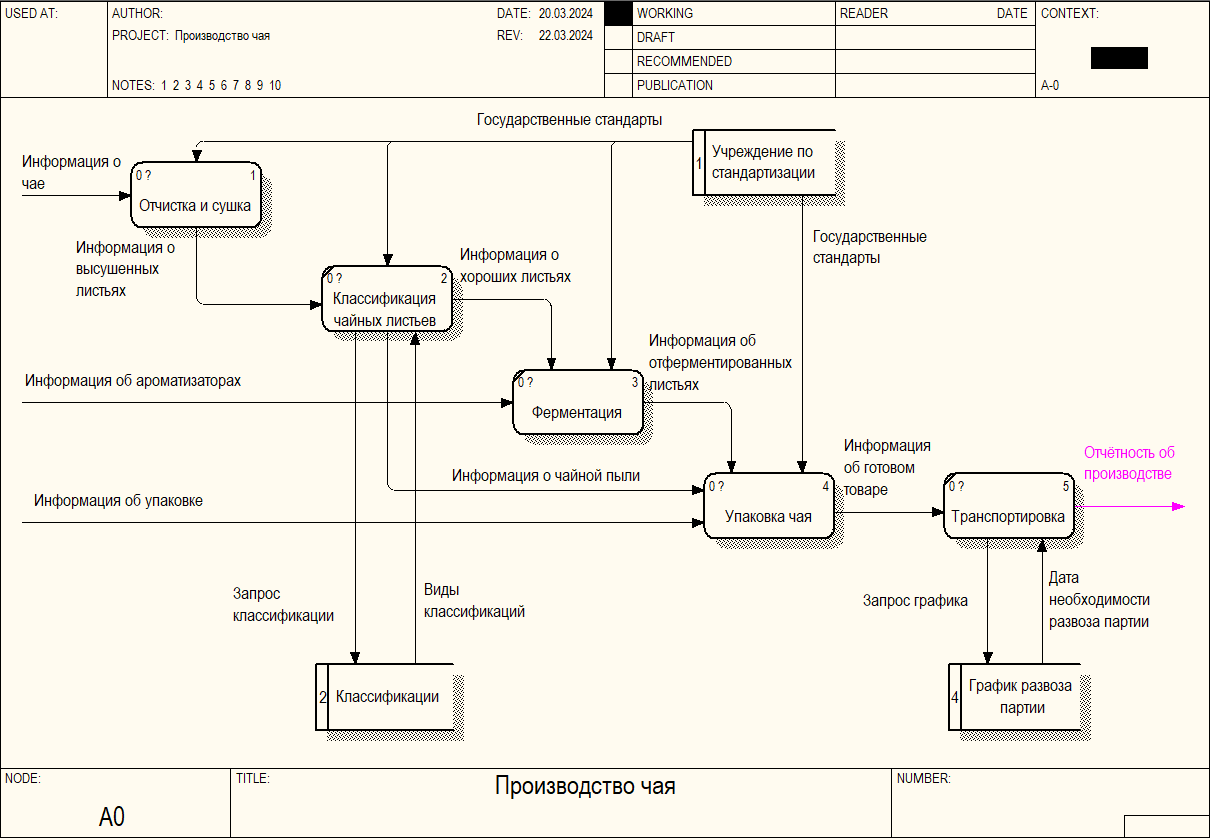 USED AT:
AUTHOR:
DATE: 20.03.2024
PROJECT: Производство чая
REV: 22.03.2024
NOTES: 1 2 3 4 5 6 7 8 9 10
WORKING
DRAFT
RECOMMENDED
PUBLICATION
READER DATE
CONTEXT:
A-0
Государственные стандарты
1
Учреждение по
стандартизации
Информация о
чае
0 ? 1
Отчистка и сушка
Государственные
стандарты
Информация о
высушенных
листьях
Информация о
хороших листьях
0 ? 2
Классификация
чайных листьев
Информация об
отферментированных
листьях
Информация об ароматизаторах
0 ? 3
Ферментация
Информация
об готовом
товаре
Отчётность об
производстве
Информация о чайной пыли
Информация об упаковке
0 ? 4
Упаковка чая
0 ? 5
Транспортировка
Запрос
классификации
Виды
классификаций
Запрос графика
Дата
необходимости
развоза партии
2
Классификации
4
График развоза
партии
NODE:
A0
TITLE:
Производство чая
NUMBER: